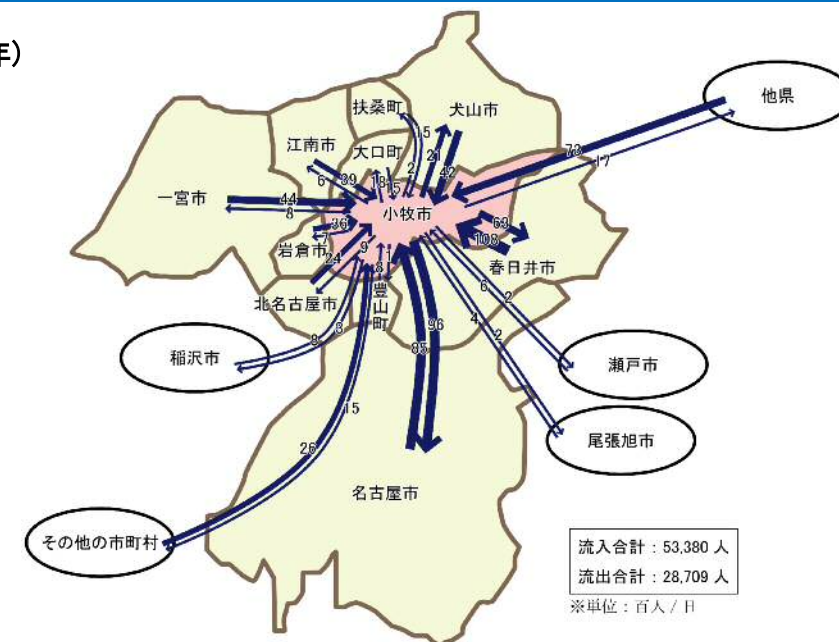 年）
他県
扶桑町
犬山市
15
江南市
大口町
21
73
17
2
42
6
39
18
15
一宮市
44
8
小牧市
36
7
63
108
岩倉市
24
9
8
1
春日井市
6
2
北名古屋市
豊山町
4
2
96
85
8
3
稲沢市
瀬戸市
15
尾張旭市
26
名古屋市
その他の市町村
流入合計：53,380 人
流出合計：28,709 人
※単位：百人 / 日